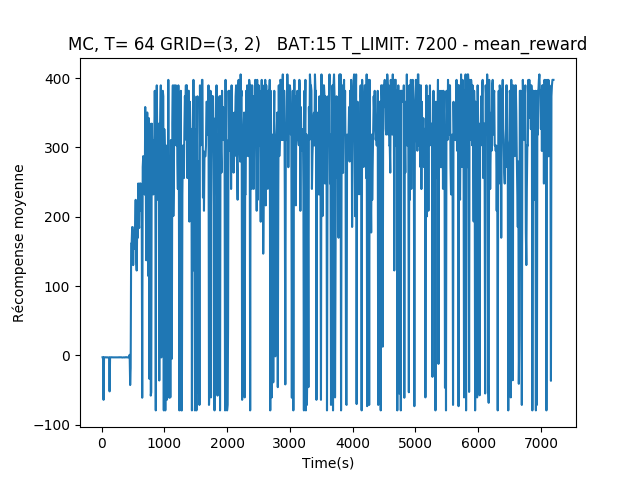 MC, T= 64 GRID=(3, 2)   BAT:15 T_LIMIT: 7200 - mean_reward
400
300
200
100
0
−100
Récompense moyenne
0 1000 2000 3000 4000 5000 6000 7000
Time(s)